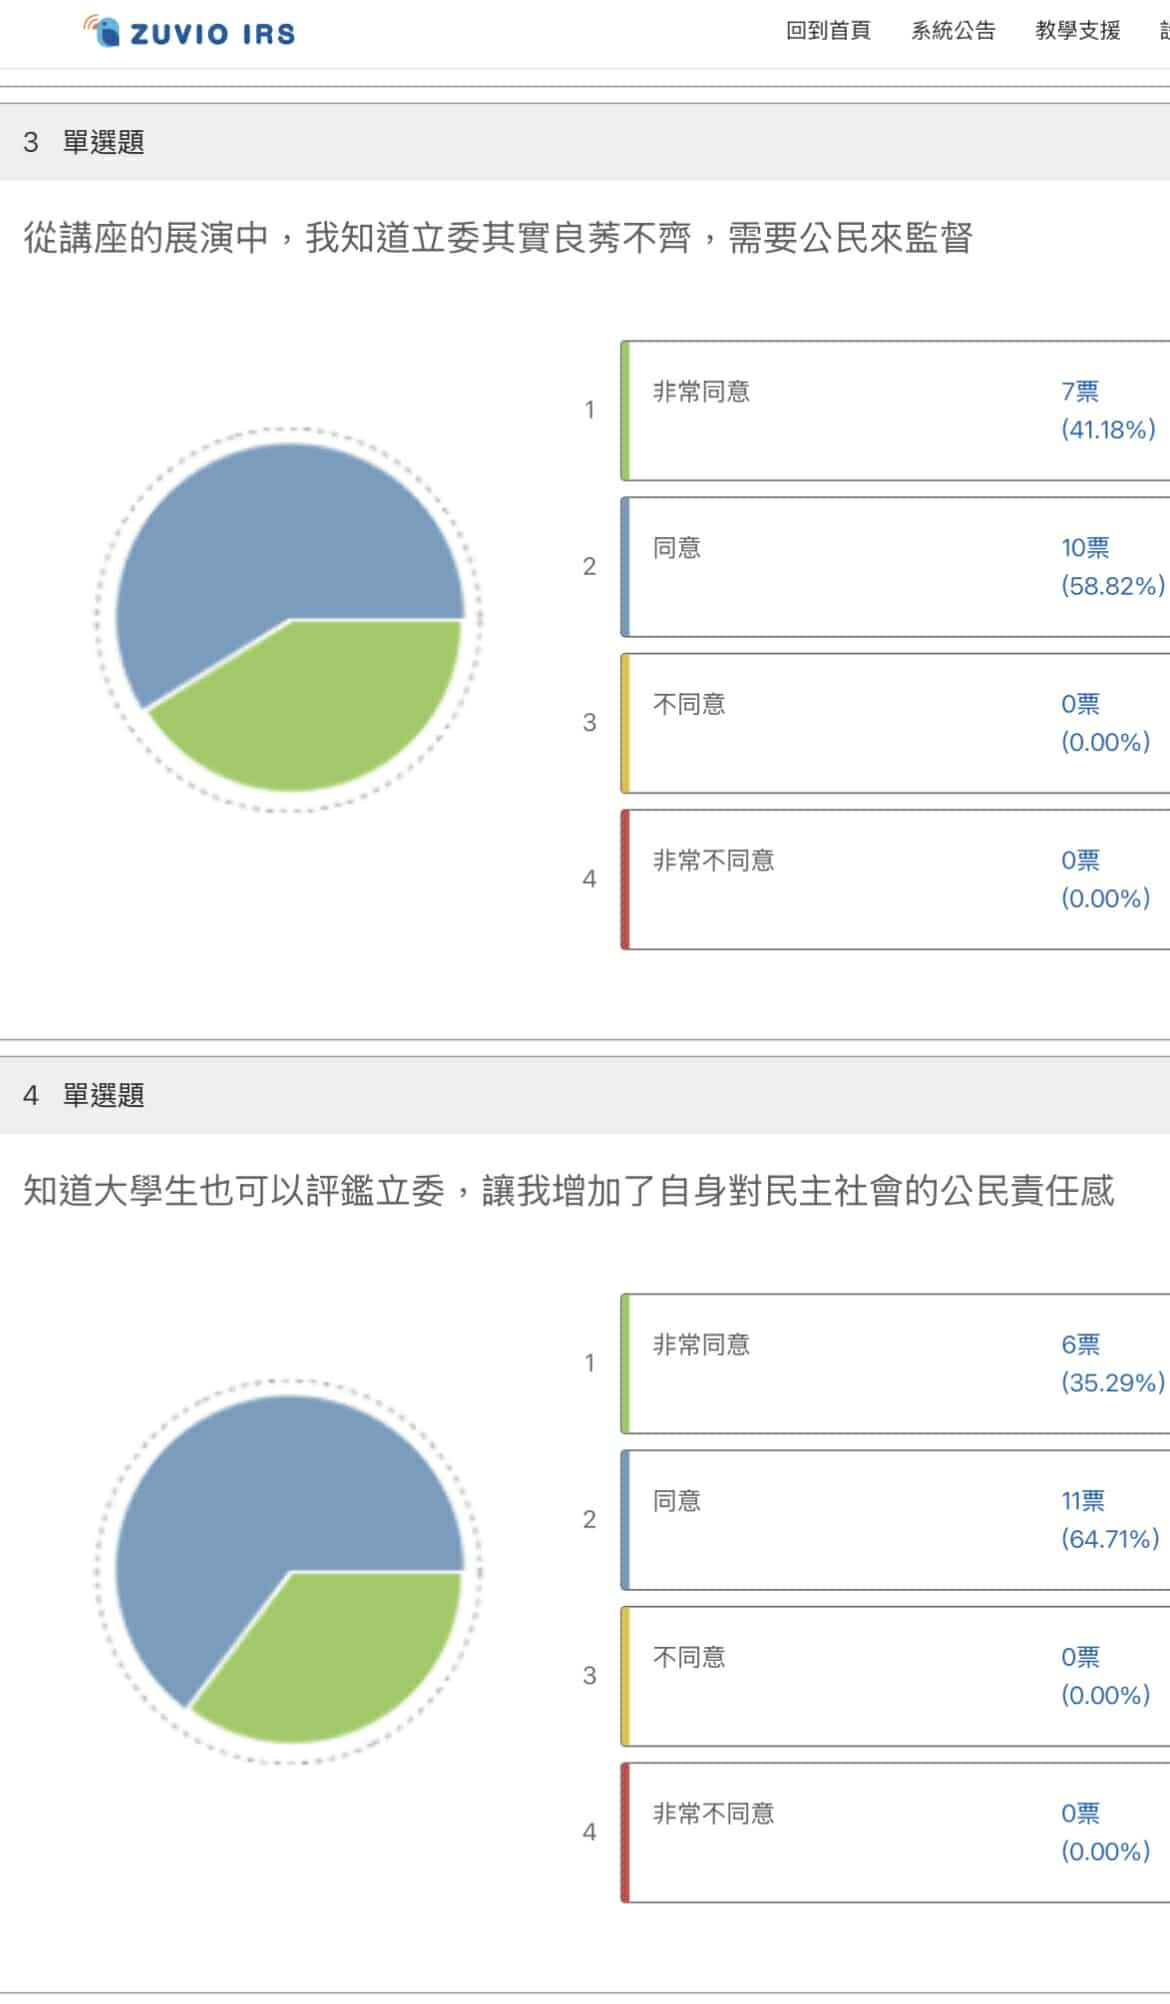 ZUVIO IRS
回到首頁 系統公告 教學支援
3 單選題
從講座的展演中，我知道立委其實良莠不齊，需要公民來監督
1 非常同意 7票
(41.18%)
2 同意 10票
(58.82%)
3 不同意 0票
(0.00%)
4 非常不同意 0票
(0.00%)
4 單選題
知道大學生也可以評鑑立委，讓我增加了自身對民主社會的公民責任感
1 非常同意 6票
(35.29%)
2 同意 11票
(64.71%)
3 不同意 0票
(0.00%)
4 非常不同意 0票
(0.00%)